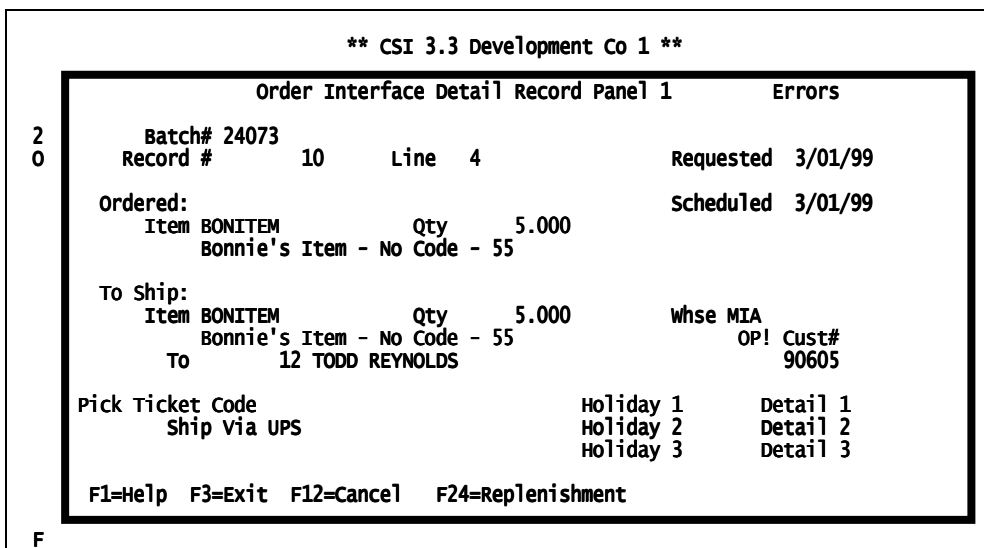 ** CSI 3.3 Development Co 1 **
Order Interface Detail Record Panel 1 Errors
2 Batch# 24073
O Record # 10 Line 4 Requested 3/01/99
Ordered: Scheduled 3/01/99
Item BONITEM Qty 5.000
Bonnie's Item - No Code - 55
To Ship:
Item BONITEM Qty 5.000 Whse MIA
Bonnie's Item - No Code - 55 OP! Cust#
To 12 TODD REYNOLDS 90605
Pick Ticket Code Holiday 1 Detail 1
Ship Via UPS Holiday 2 Detail 2
Holiday 3 Detail 3
F1=Help F3=Exit F12=Cancel F24=Replenishment
F